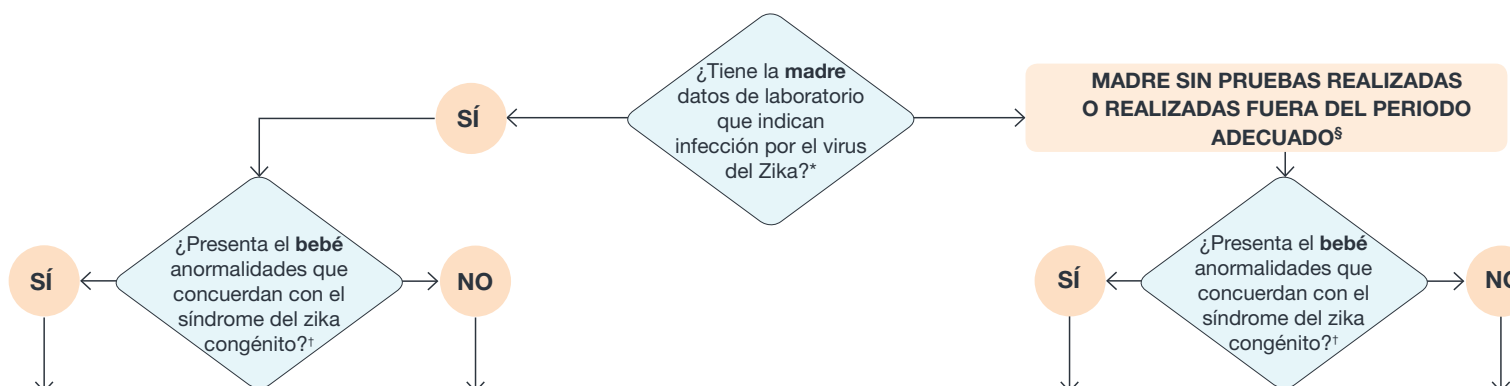 ¿Tiene la madre
datos de laboratorio
que indican
infección por el virus
del Zika?*
SÍ
MADRE SIN PRUEBAS REALIZADAS
O REALIZADAS FUERA DEL PERIODO
ADECUADO§
¿Presenta el bebé
anormalidades que
concuerdan con el
síndrome del zika
congénito?†
SÍ
NO
¿Presenta el bebé
anormalidades que
concuerdan con el
síndrome del zika
congénito?†
SÍ
NO